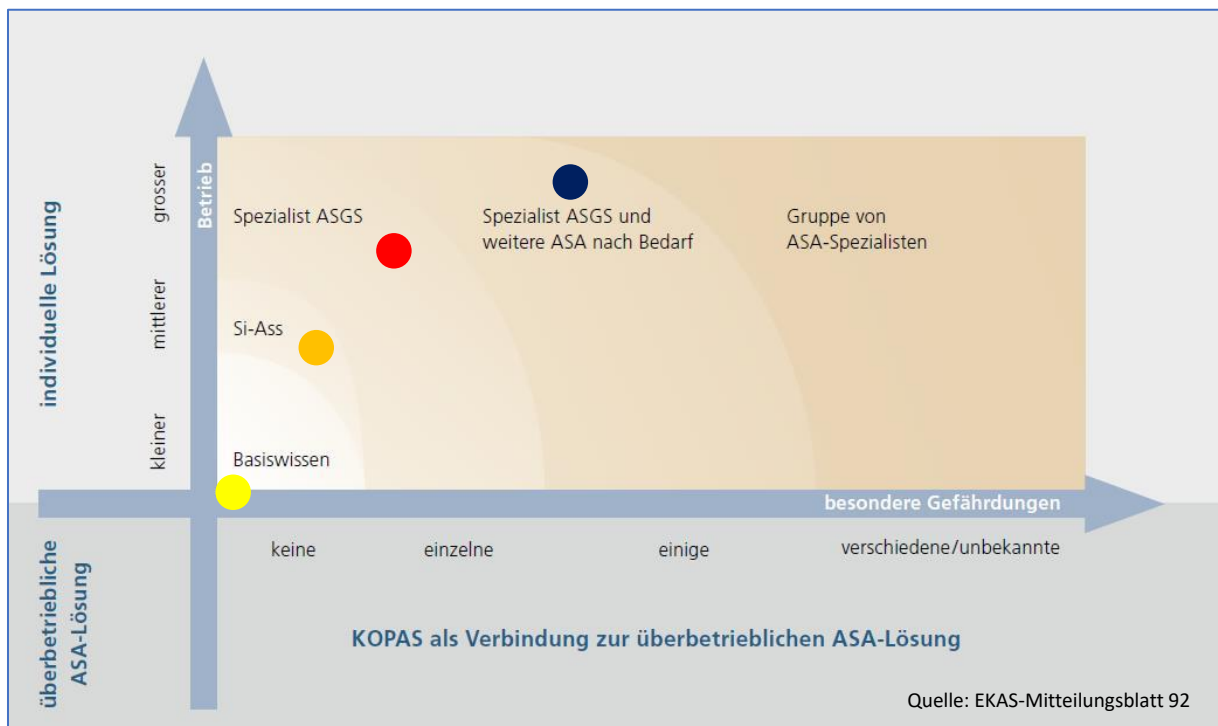 grosser
Betrieb
individuelle Lösung
Spezialist ASGS
Spezialist ASGS und
weitere ASA nach Bedarf
Gruppe von
ASA-Spezialisten
mittlerer
Si-Ass
kleiner
Basiswissen
besondere Gefährdungen
keine
einzelne
einige
verschiedene/unbekannte
überbetriebliche
ASA-Lösung
KOPAS als Verbindung zur überbetrieblichen ASA-Lösung
Quelle: EKAS-Mitteilungsblatt 92